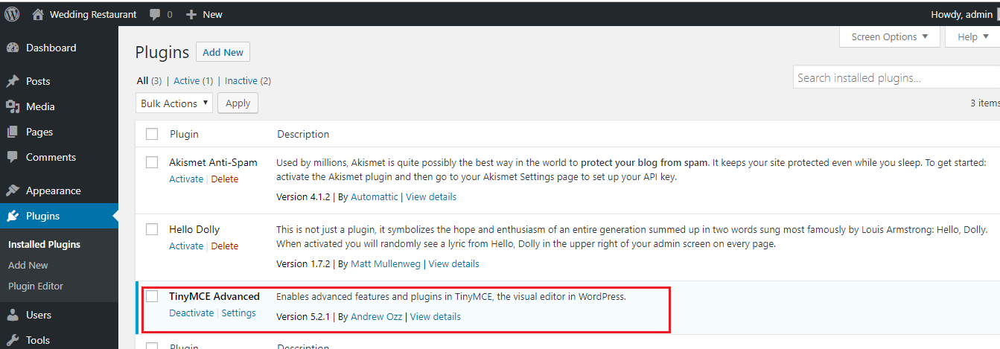 Wedding Restaurant 0 New Howdy, admin
Screen Options Help
Dashboard
Posts
Media
Pages
Comments
Appearance
Plugins
Installed Plugins
Add New
Plugin Editor
Users
Tools
Plugins Add New
All (3) | Active (1) | Inactive (2)
Search installed plugins...
Bulk Actions Apply
3 items
Plugin Description
Akismet Anti-Spam
Activate | Delete
Used by millions, Akismet is quite possibly the best way in the world to protect your blog from spam. It keeps your site protected even while you sleep. To get started:
activate the Akismet plugin and then go to your Akismet Settings page to set up your API key.
Version 4.1.2 | By Automattic | View details
Hello Dolly
Activate | Delete
This is not just a plugin, it symbolizes the hope and enthusiasm of an entire generation summed up in two words sung most famously by Louis Armstrong: Hello, Dolly.
When activated you will randomly see a lyric from Hello, Dolly in the upper right of your admin screen on every page.
Version 1.7.2 | By Matt Mullenweg | View details
TinyMCE Advanced
Deactivate | Settings
Enables advanced features and plugins in TinyMCE, the visual editor in WordPress.
Version 5.2.1 | By Andrew Ozz | View details
Plugin Description